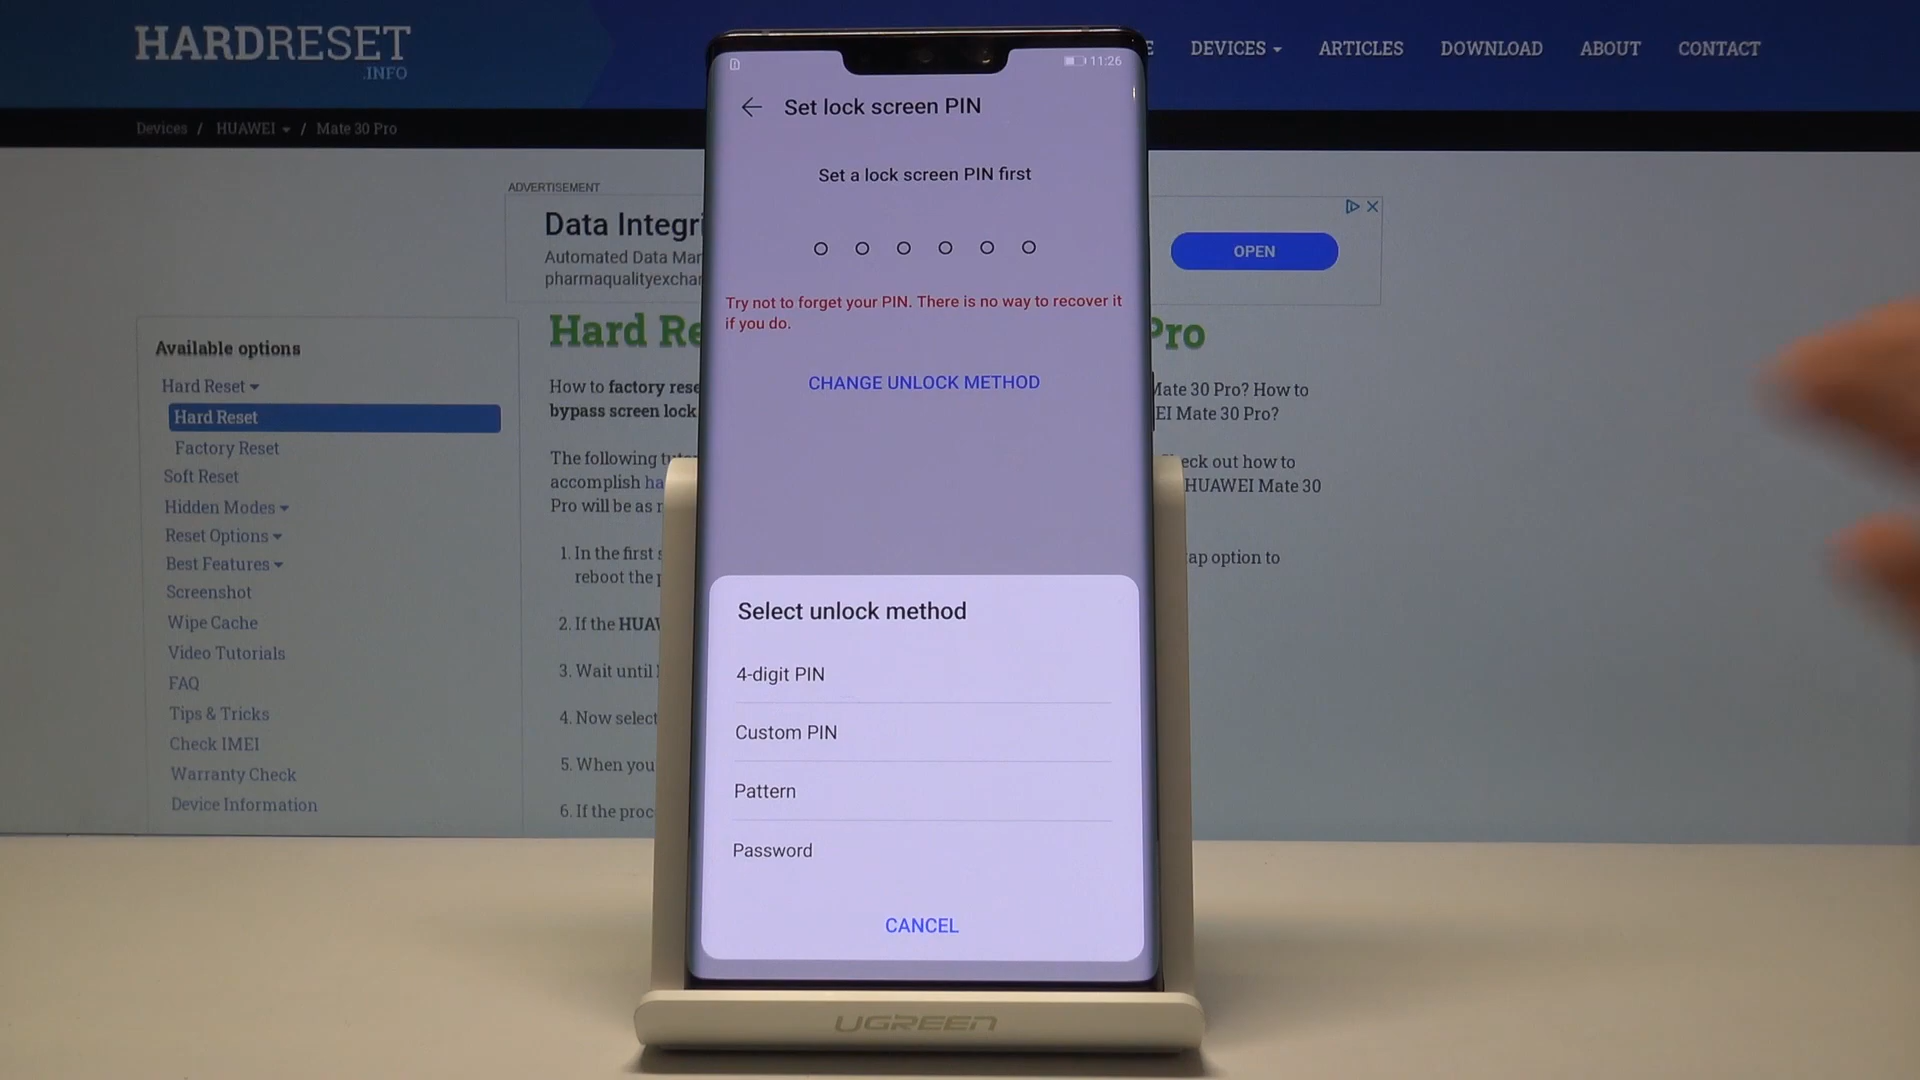 HARDRESET
.INFO
DEVICES
ARTICLES
DOWNLOAD
ABOUT
CONTACT
Devices / HUAWEI / Mate 30 Pro
ADVERTISEMENT
Data Integri
Automated Data Man
pharmaqualityexcha
OPEN
Available options
Hard Reset
Hard Reset
Factory Reset
Soft Reset
Hidden Modes
Reset Options
Best Features
Screenshot
Wipe Cache
Video Tutorials
FAQ
Tips & Tricks
Check IMEI
Warranty Check
Device Information
Hard Re
Pro
How to factory rese
Mate 30 Pro? How to
bypass screen lock
EI Mate 30 Pro?
The following tut
eck out how to
accomplish ha
HUAWEI Mate 30
Pro will be as
1. In the first
ap option to
reboot the
2. If the HUAW
3. Wait until
4. Now select
5. When you
6. If the proc
11:26
Set lock screen PIN
Set a lock screen PIN first
Try not to forget your PIN. There is no way to recover it
if you do.
CHANGE UNLOCK METHOD
Select unlock method
4-digit PIN
Custom PIN
Pattern
Password
CANCEL
UGREEN